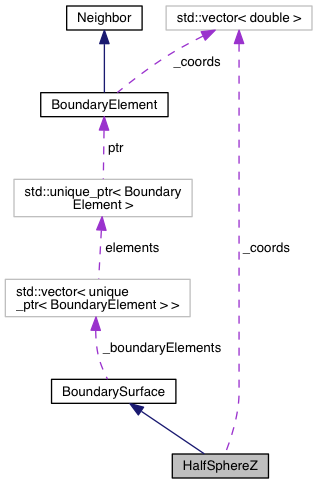 Neighbor
std::vector< double >
_coords
BoundaryElement
ptr
std::unique_ptr< Boundary
Element >
elements
_coords
std::vector< unique
_ptr< BoundaryElement > >
_boundaryElements
BoundarySurface
HalfSphereZ